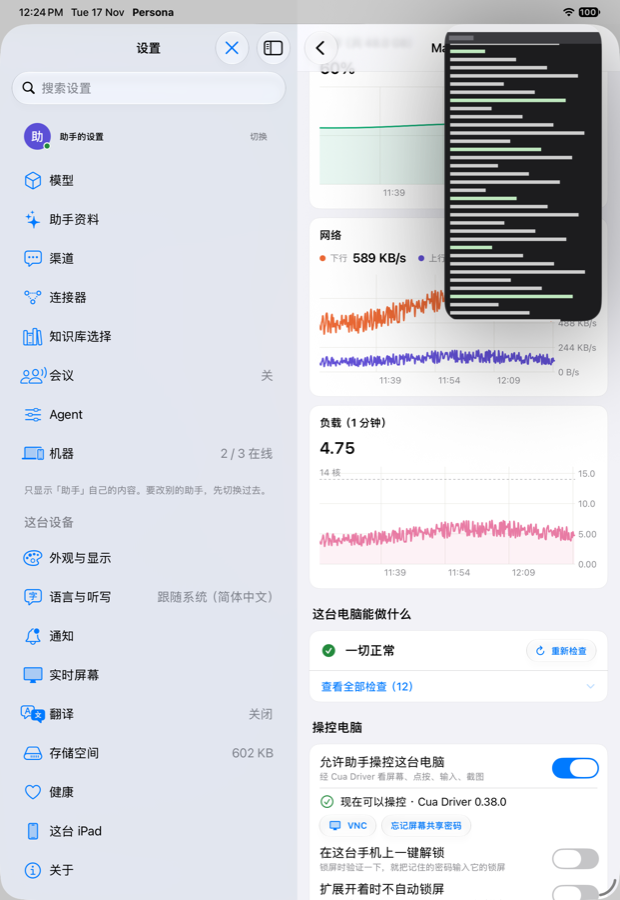 12:24 PM Tue 17 Nov Persona
100
设置
搜索设置
助
助手的设置
切换
模型
助手资料
渠道
连接器
知识库选择
会议
关
Agent
机器
2 / 3 在线
只显示「助手」自己的内容。要改别的助手，先切换过去。
这台设备
外观与显示
语言与听写
跟随系统（简体中文）
通知
实时屏幕
翻译
关闭
存储空间
602 KB
健康
这台 iPad
关于
11:39
网络
下行 589 KB/s
488 KB/s
244 KB/s
0 B/s
11:39
11:54
12:09
负载（1 分钟）
4.75
14 核
15.0
10.0
5.00
0.00
11:39
11:54
12:09
这台电脑能做什么
一切正常
重新检查
查看全部检查（12）
操控电脑
允许助手操控这台电脑
经 Cua Driver 看屏幕、点按、输入、截图
现在可以操控 · Cua Driver 0.38.0
VNC
忘记屏幕共享密码
在这台手机上一键解锁
锁屏时验证一下，就把记住的密码输入它的锁屏
扩展开着时不自动锁屏